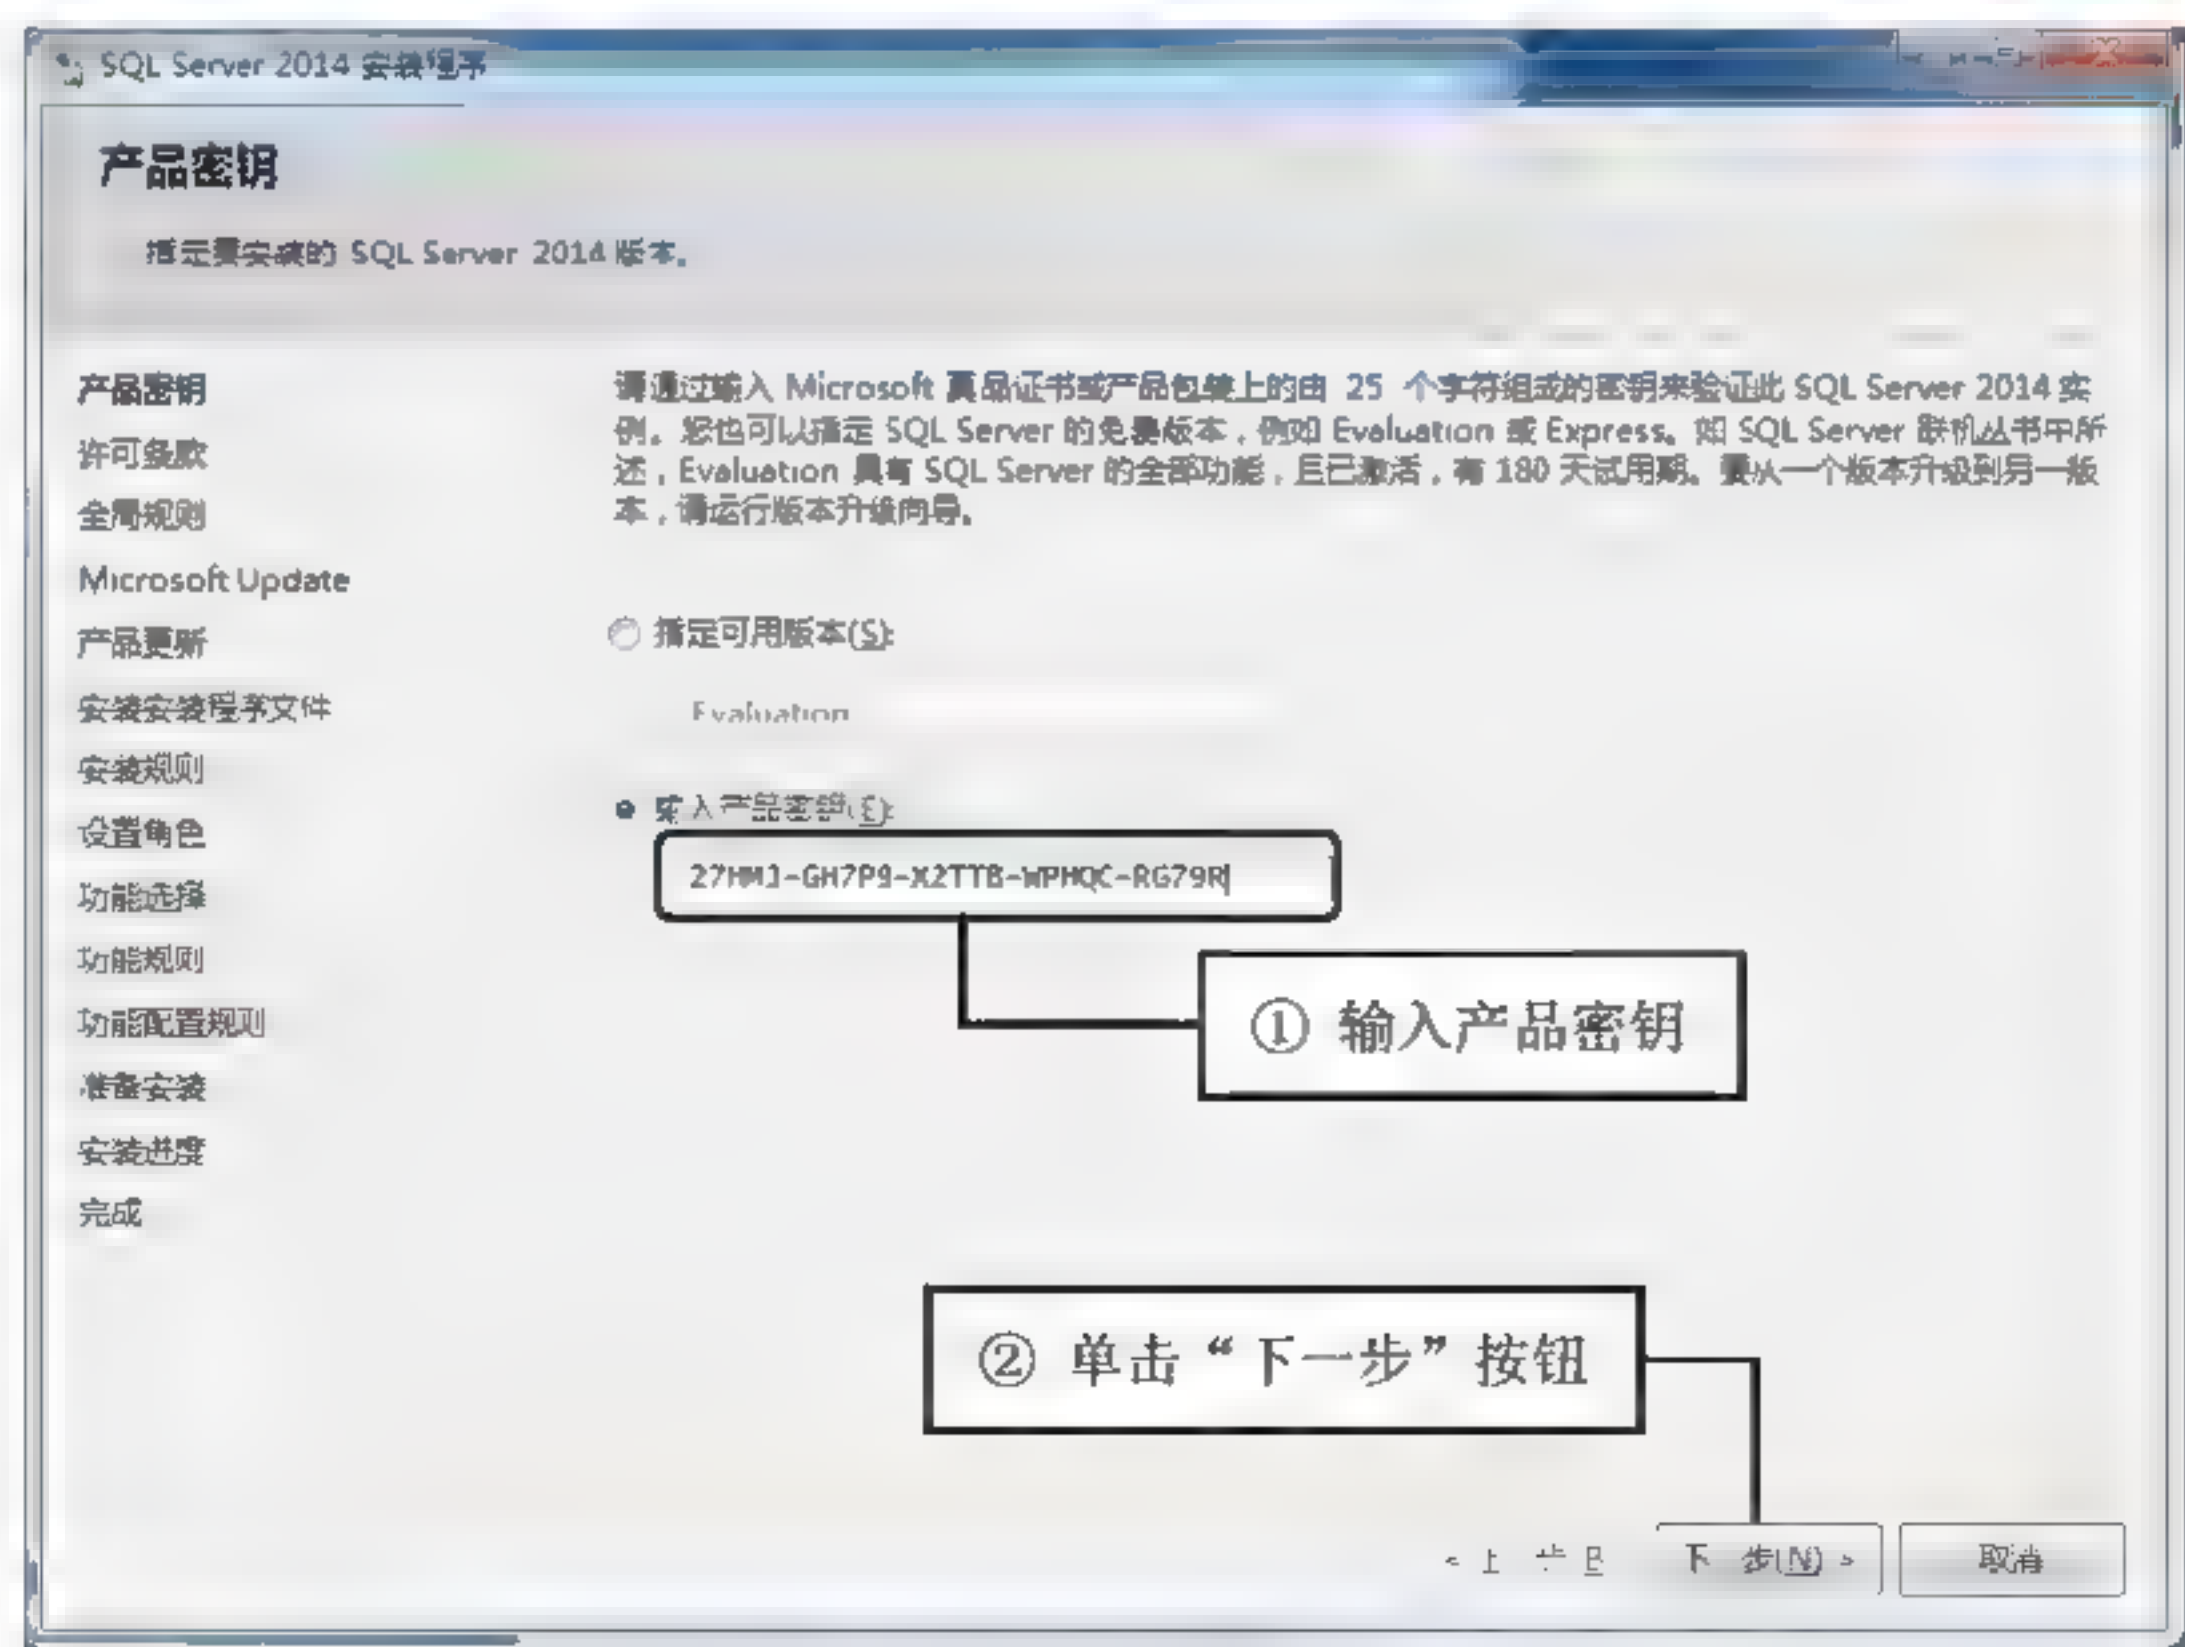 SQL Server 2014 安装程序
产品密钥
指定要安装的 SQL Server 2014 版本。
产品密钥
许可条款
全局规则
Microsoft Update
产品更新
安装安装程序文件
安装规则
设置角色
功能选择
功能规则
功能配置规则
准备安装
安装进度
完成
请通过输入 Microsoft 真品证书或产品包装上的由 25 个字符组成的密钥来验证此 SQL Server 2014 实
例。您也可以指定 SQL Server 的免费版本，例如 Evaluation 或 Express。如 SQL Server 联机丛书中所
述，Evaluation 具有 SQL Server 的全部功能，且已激活，有 180 天试用期。要从一个版本升级到另一版
本，请运行版本升级向导。
指定可用版本(S):
Evaluation
输入产品密钥(E):
① 输入产品密钥
② 单击“下一步”按钮
下一步(N) >
取消